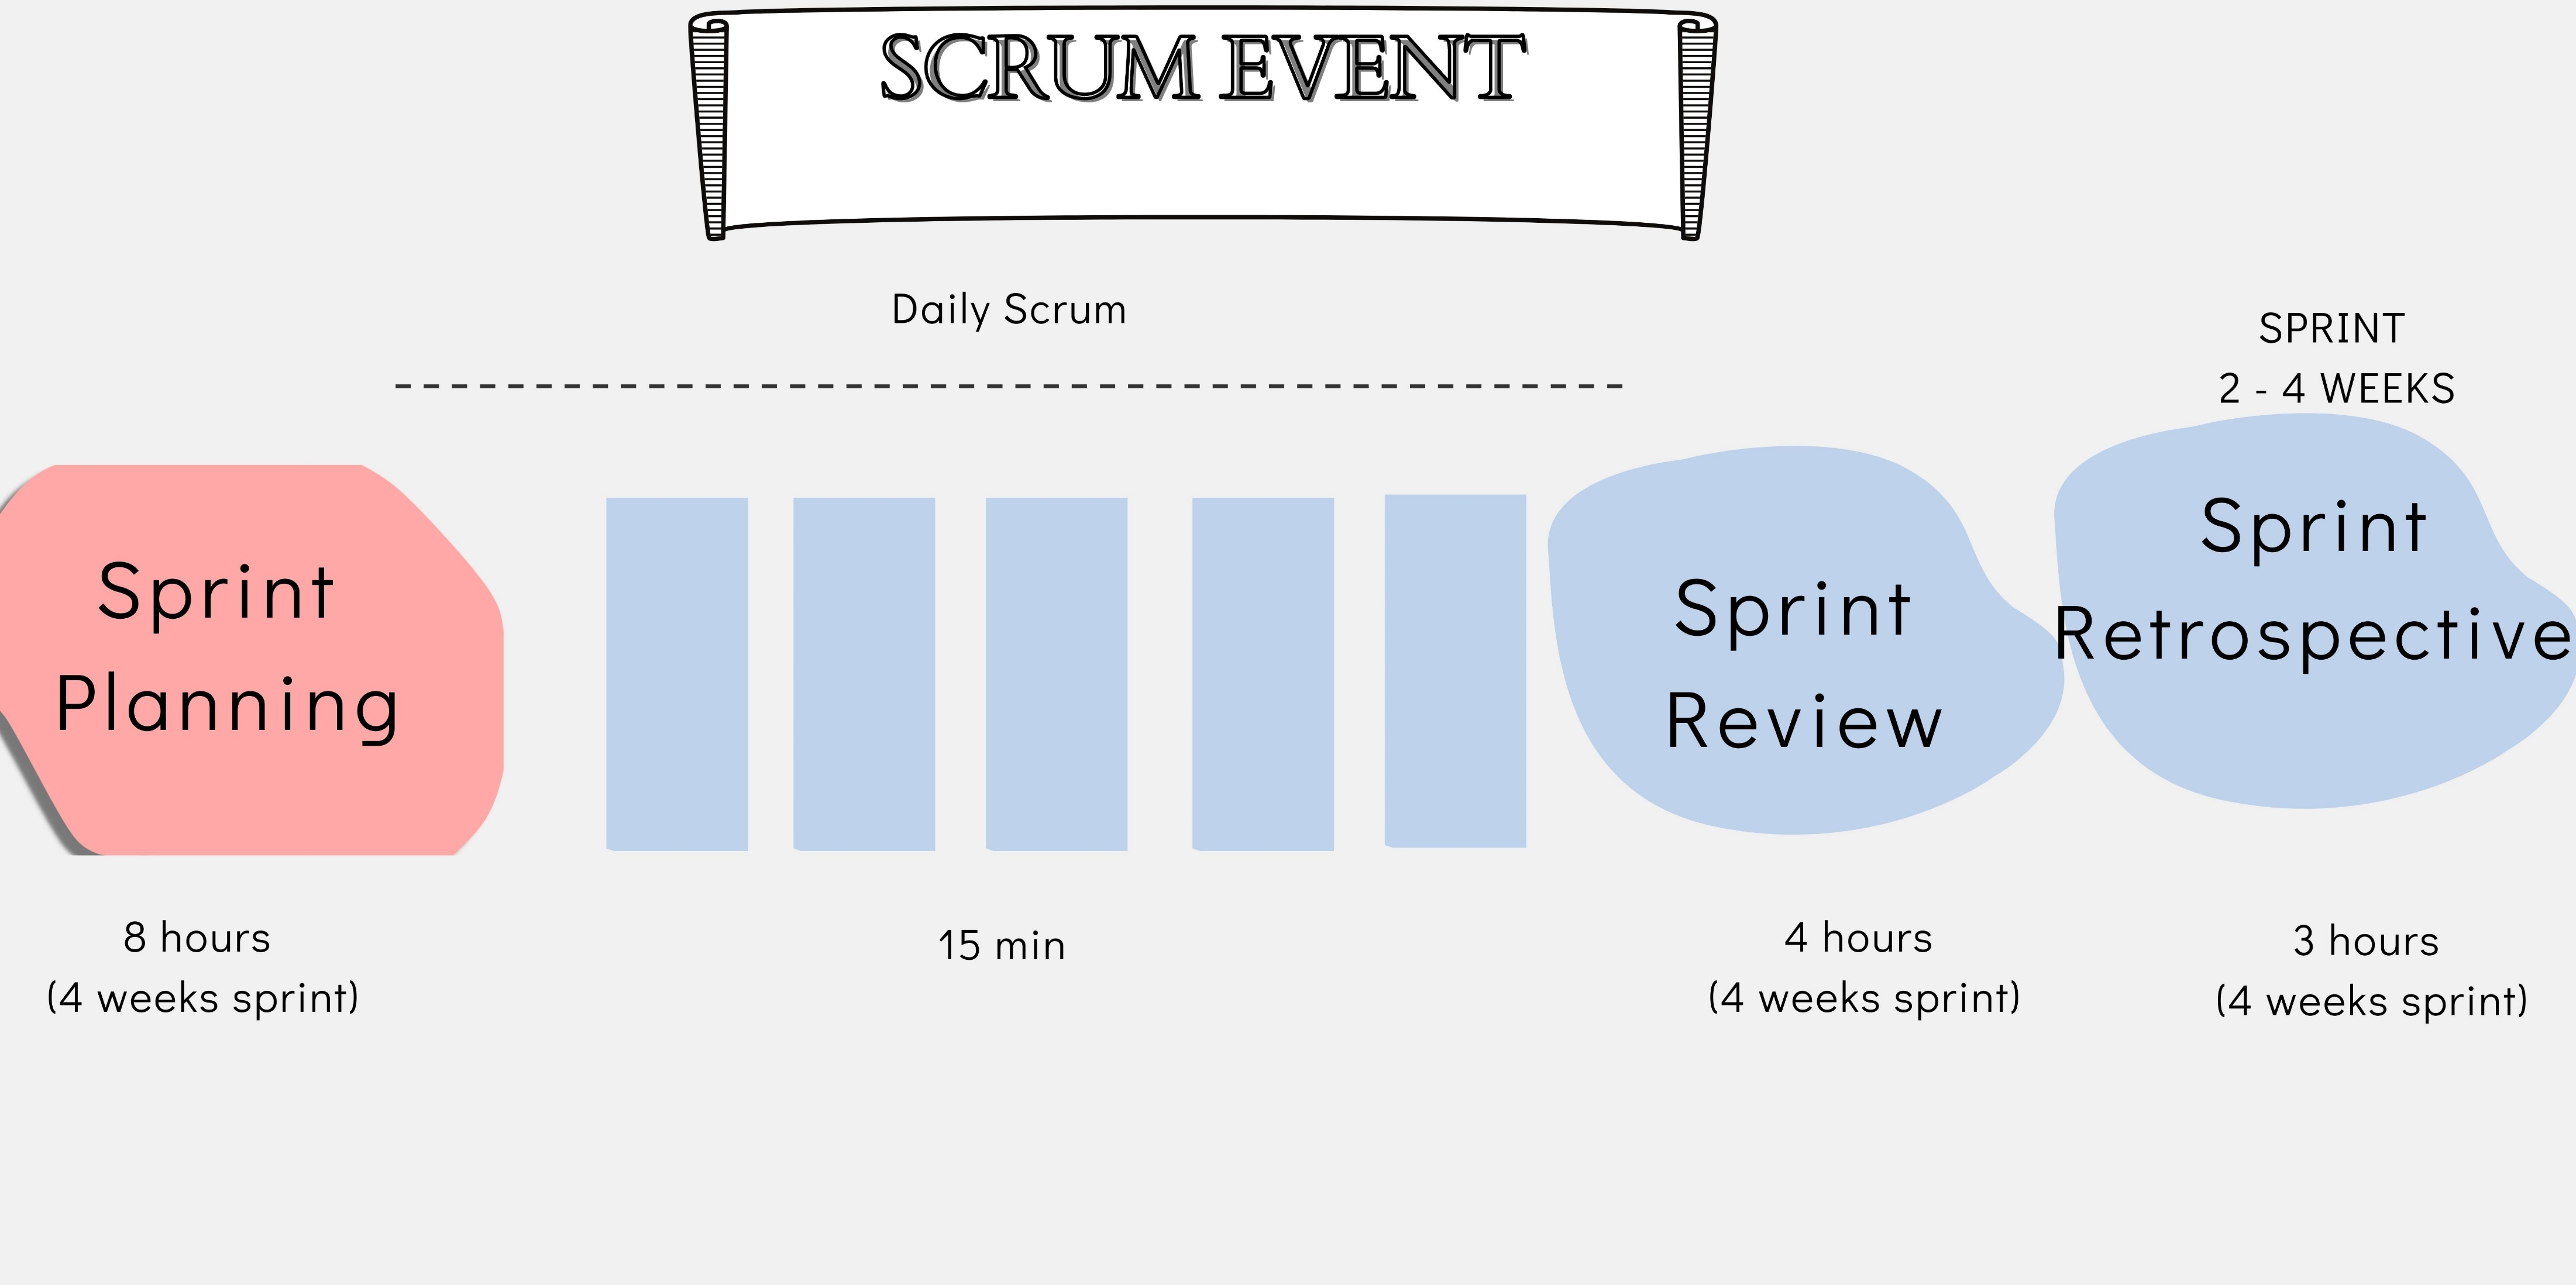 SCRUM EVENT
Daily Scrum
SPRINT
2 - 4 WEEKS
Sprint
Planning
Sprint
Review
Sprint
Retrospective
8 hours
(4 weeks sprint)
15 min
4 hours
(4 weeks sprint)
3 hours
(4 weeks sprint)